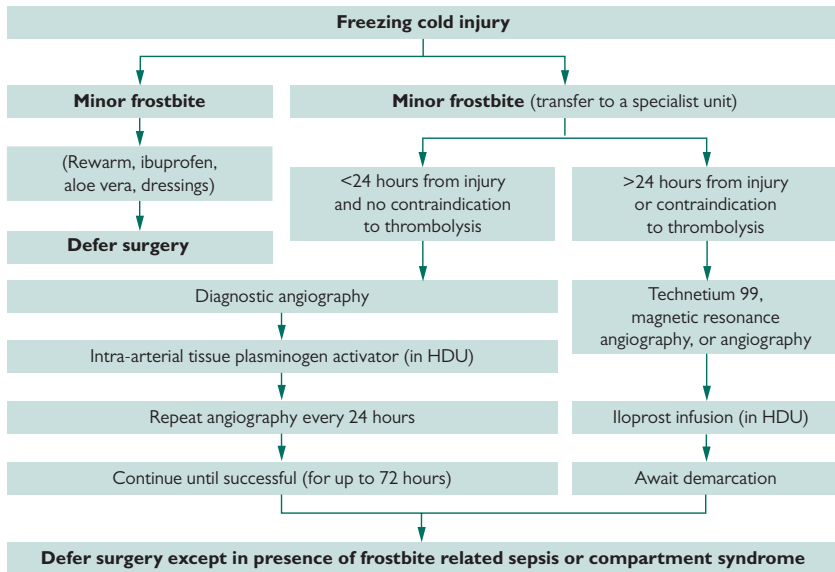 Freezing cold injury
Minor frostbite
Minor frostbite (transfer to a specialist unit)
(Rewarm, ibuprofen,
aloe vera, dressings)
Defer surgery
<24 hours from injury
and no contraindication
to thrombolysis
>24 hours from injury
or contraindication
to thrombolysis
Diagnostic angiography
Intra-arterial tissue plasminogen activator (in HDU)
Repeat angiography every 24 hours
Continue until successful (for up to 72 hours)
Technetium 99,
magnetic resonance
angiography, or angiography
Iloprost infusion (in HDU)
Await demarcation
Defer surgery except in presence of frostbite related sepsis or compartment syndrome